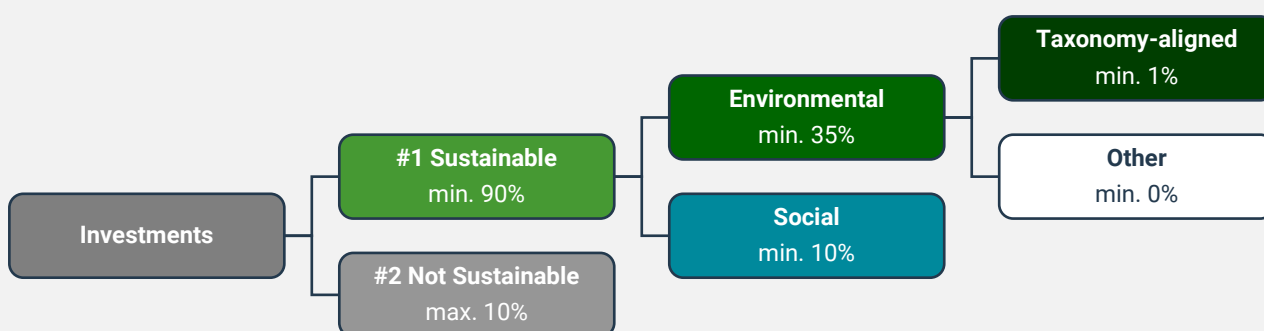 Taxonomy-aligned
min. 1%
Environmental
min. 35%
#1 Sustainable
min. 90%
Other
min. 0%
Investments
Social
min. 10%
#2 Not Sustainable
max. 10%